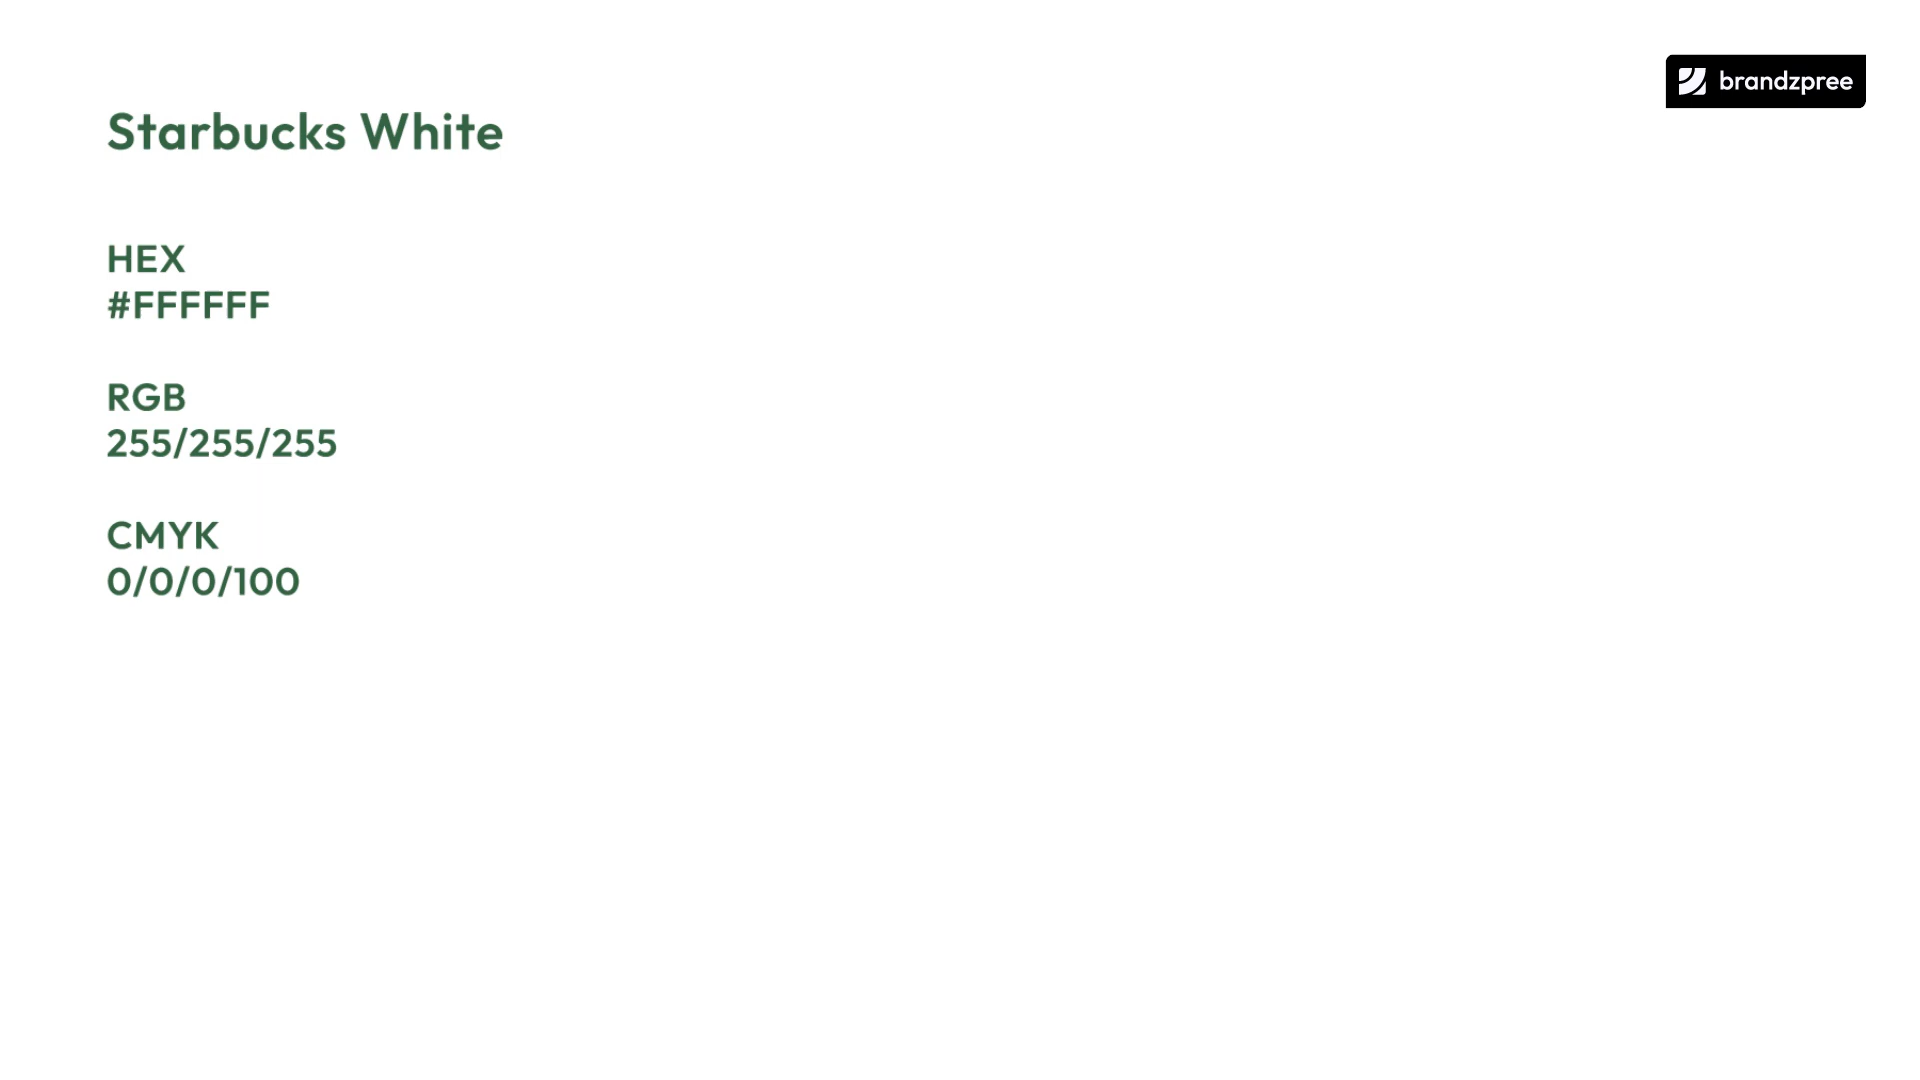 brandzpree
Starbucks White
HEX
#FFFFFF
RGB
255/255/255
CMYK
0/0/0/100